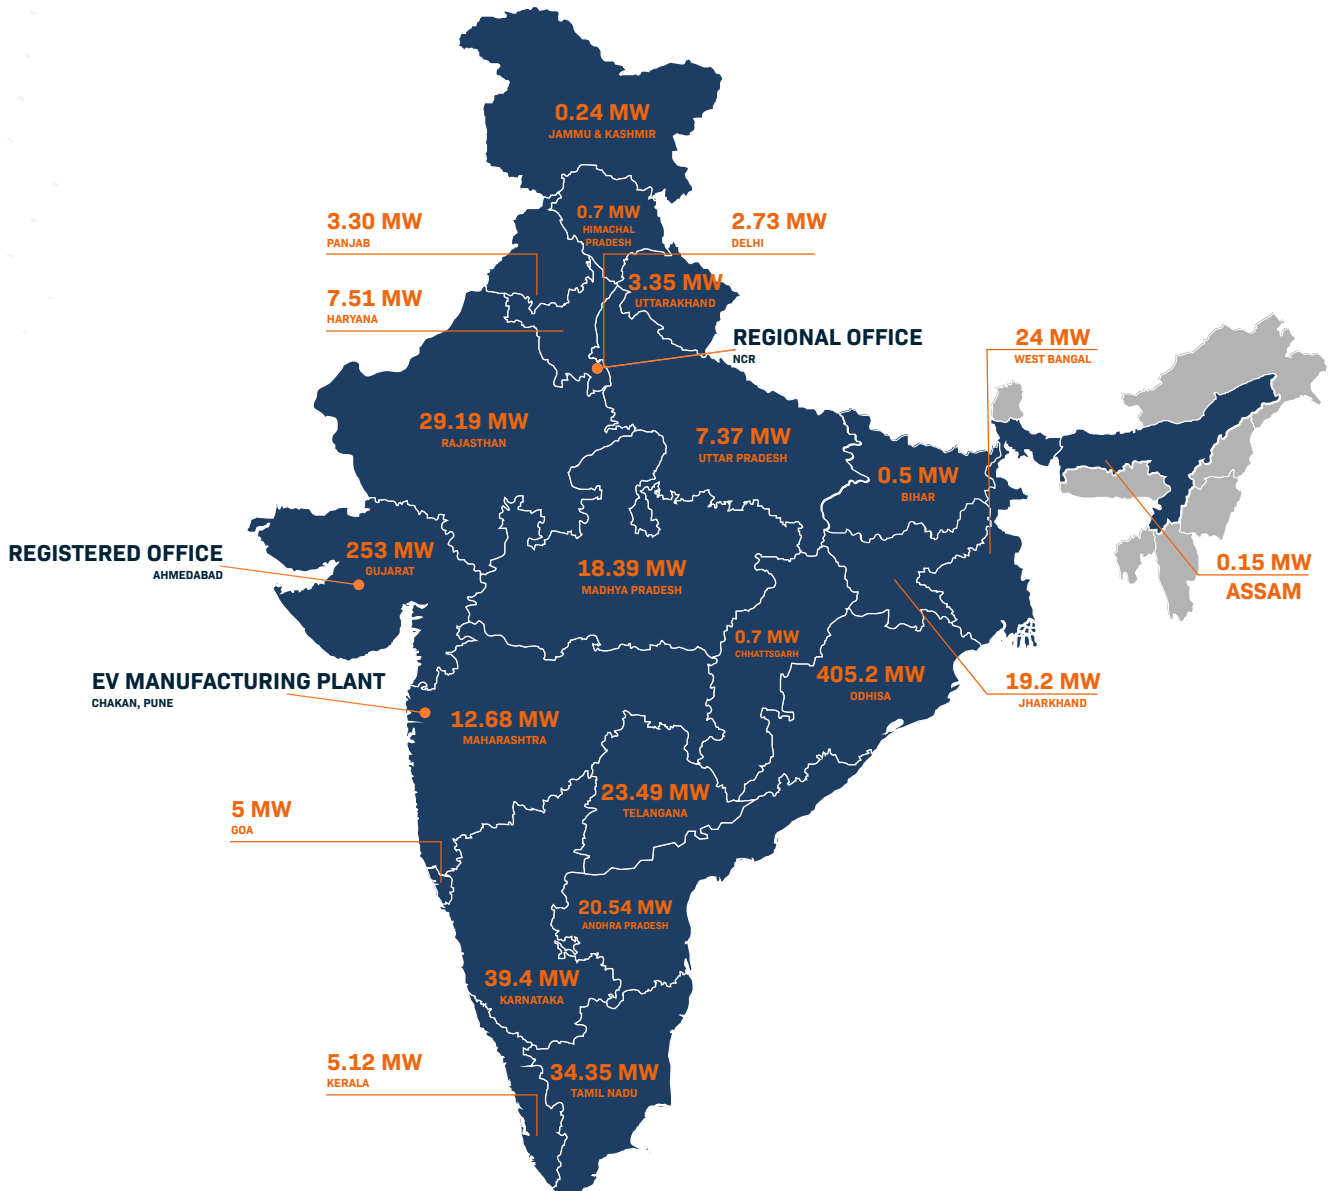 0.24 MW
JAMMU & KASHMIR
0.7 MW
HIMACHAL
PRADESH
3.30 MW
PANJAB
2.73 MW
DELHI
3.35 MW
UTTARAKHAND
7.51 MW
HARYANA
REGIONAL OFFICE
NCR
24 MW
WEST BANGAL
29.19 MW
RAJASTHAN
7.37 MW
UTTAR PRADESH
0.5 MW
BIHAR
REGISTERED OFFICE
AHMEDABAD
253 MW
GUJARAT
18.39 MW
MADHYA PRADESH
0.15 MW
ASSAM
0.7 MW
CHHATTSGARH
405.2 MW
ODHISA
19.2 MW
JHARKHAND
EV MANUFACTURING PLANT
CHAKAN, PUNE
12.68 MW
MAHARASHTRA
23.49 MW
TELANGANA
5 MW
GOA
20.54 MW
ANDHRA PRADESH
39.4 MW
KARNATAKA
5.12 MW
KERALA
34.35 MW
TAMIL NADU